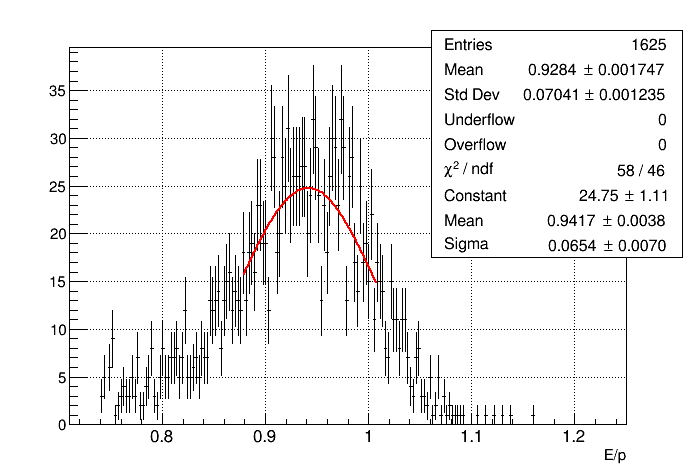 Entries 1625
Mean 0.9284 ± 0.001747
Std Dev 0.07041 ± 0.001235
Underflow 0
Overflow 0
χ² / ndf 58 / 46
Constant 24.75 ± 1.11
Mean 0.9417 ± 0.0038
Sigma 0.0654 ± 0.0070
35
30
25
20
15
10
5
0
0.8 0.9 1 1.1 1.2
E/p